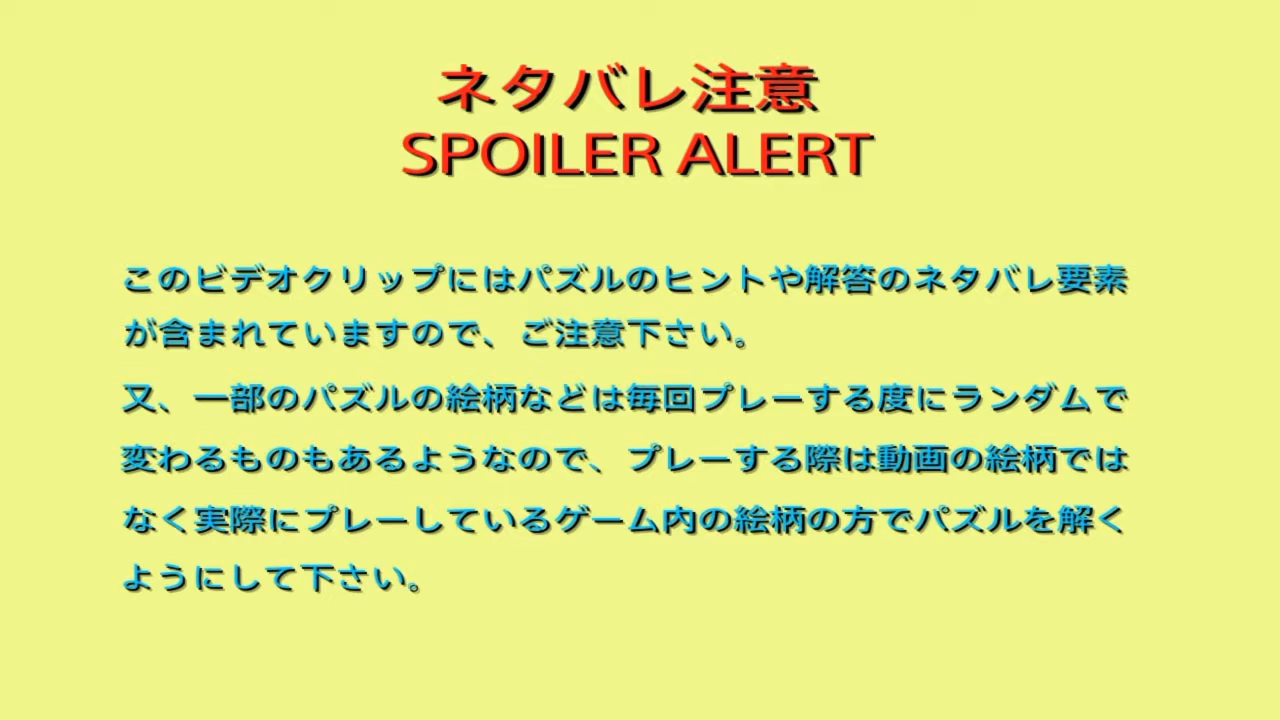 ネタバレ注意
SPOILER ALERT
このビデオクリップにはパズルのヒントや解答のネタバレ要素
が含まれていますので、ご注意下さい。
又、一部のパズルの絵柄などは毎回プレーする度にランダムで
変わるものもあるようなので、プレーする際は動画の絵柄では
なく実際にプレーしているゲーム内の絵柄の方でパズルを解く
ようにして下さい。